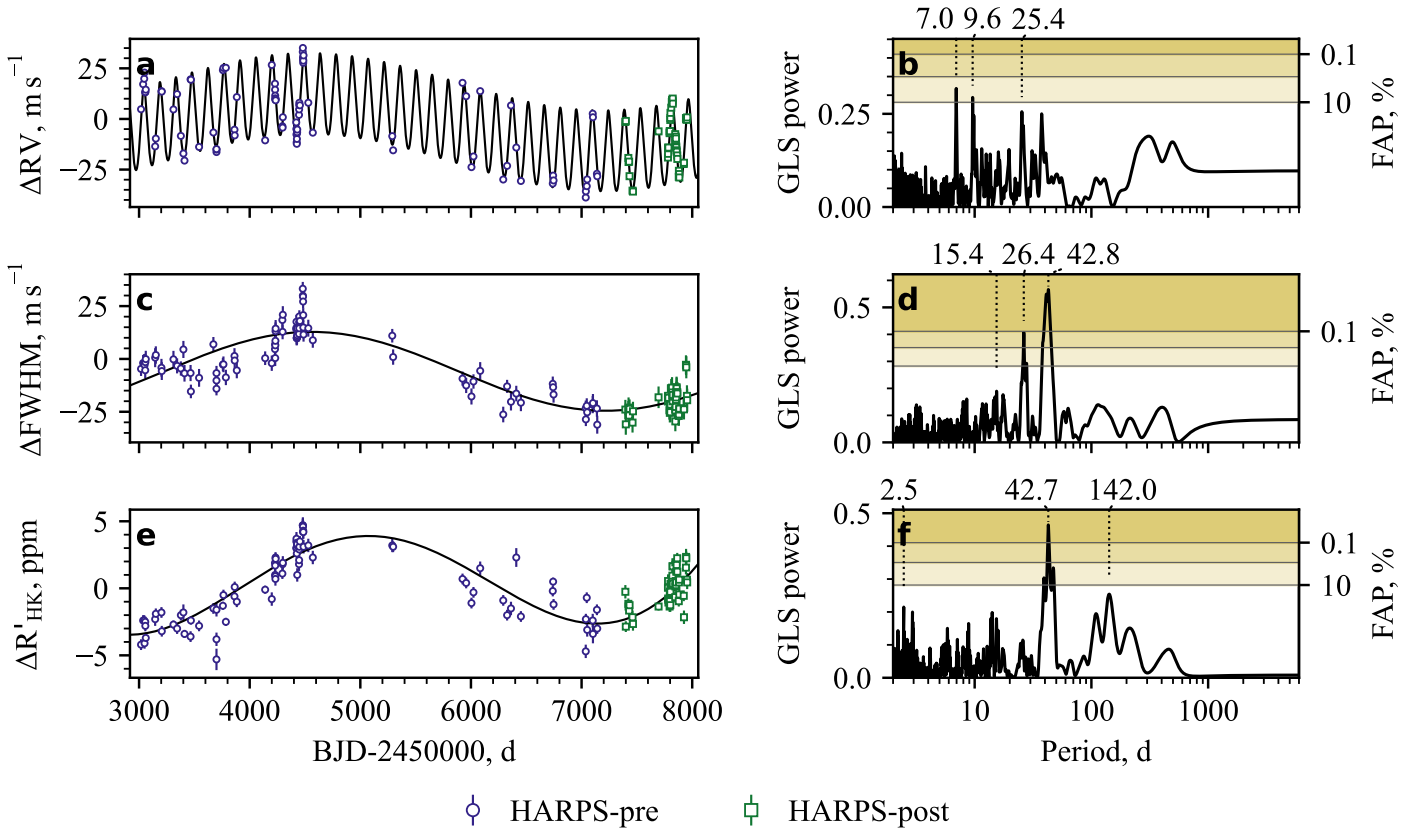 7.0 9.6 25.4
a
b
25
0
−25
ΔRV, m s⁻¹
0.25
0.00
GLS power
0.1
10
FAP, %
15.4 26.4 42.8
c
d
25
0
−25
ΔFWHM, m s⁻¹
0.5
0.0
GLS power
0.1
FAP, %
2.5 42.7 142.0
e
f
5
0
−5
ΔR'HK, ppm
0.5
0.0
GLS power
0.1
10
FAP, %
3000 4000 5000 6000 7000 8000
10 100 1000
BJD-2450000, d
Period, d
HARPS-pre HARPS-post